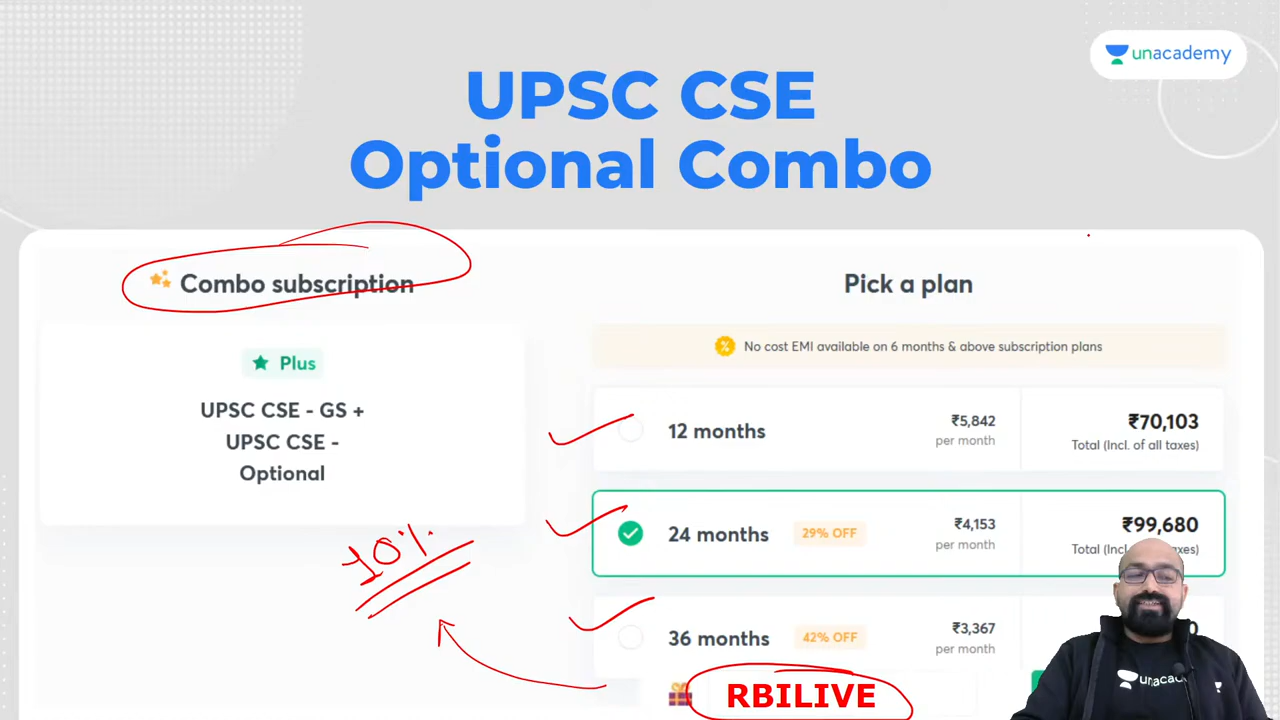 unacademy
UPSC CSE
Optional Combo
Combo subscription
Plus
UPSC CSE - GS +
UPSC CSE -
Optional
Pick a plan
No cost EMI available on 6 months & above subscription plans
12 months
₹5,842
per month
₹70,103
Total (Incl. of all taxes)
24 months
29% OFF
₹4,153
per month
₹99,680
Total (Incl.
36 months
42% OFF
₹3,367
per month
RBILIVE